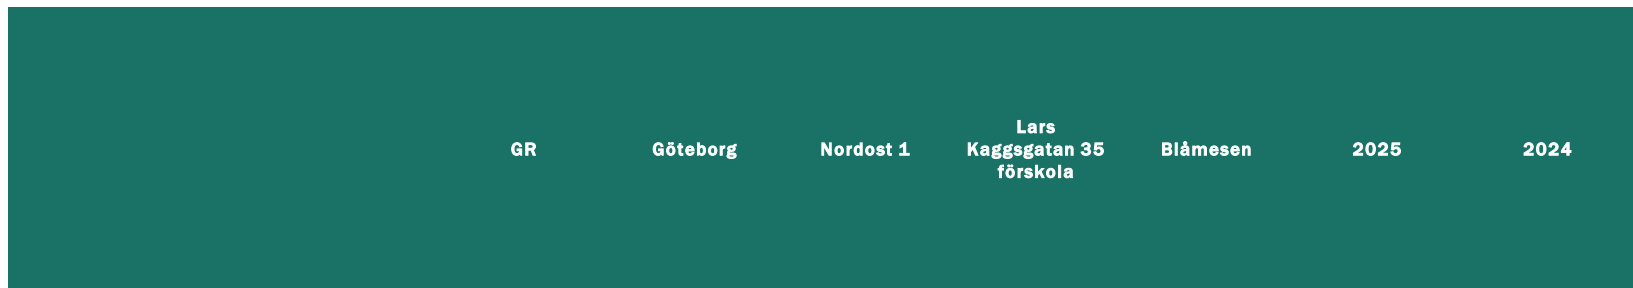 GR
Göteborg
Nordost 1
Lars
Kaggsgatan 35
förskola
Blåmesen
2025
2024